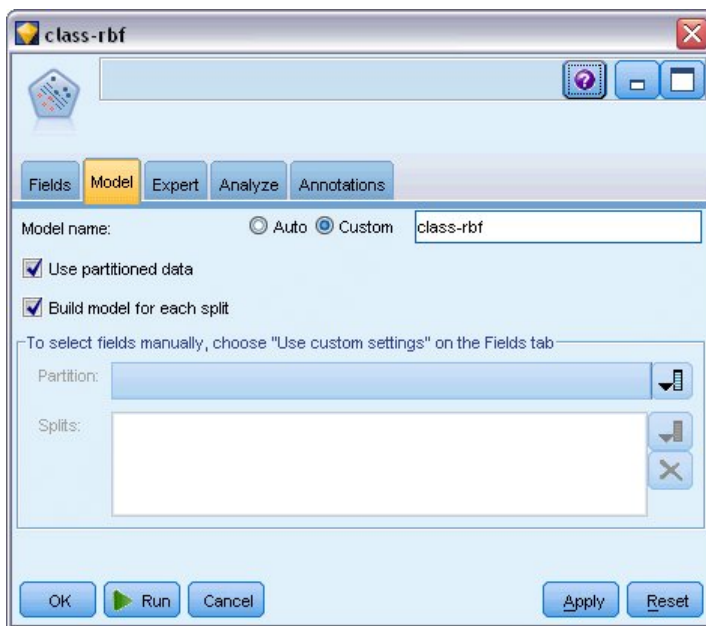 class-rbf
Fields Model Expert Analyze Annotations
Model name: Auto Custom class-rbf
Use partitioned data
Build model for each split
To select fields manually, choose "Use custom settings" on the Fields tab
Partition:
Splits:
OK Run Cancel Apply Reset